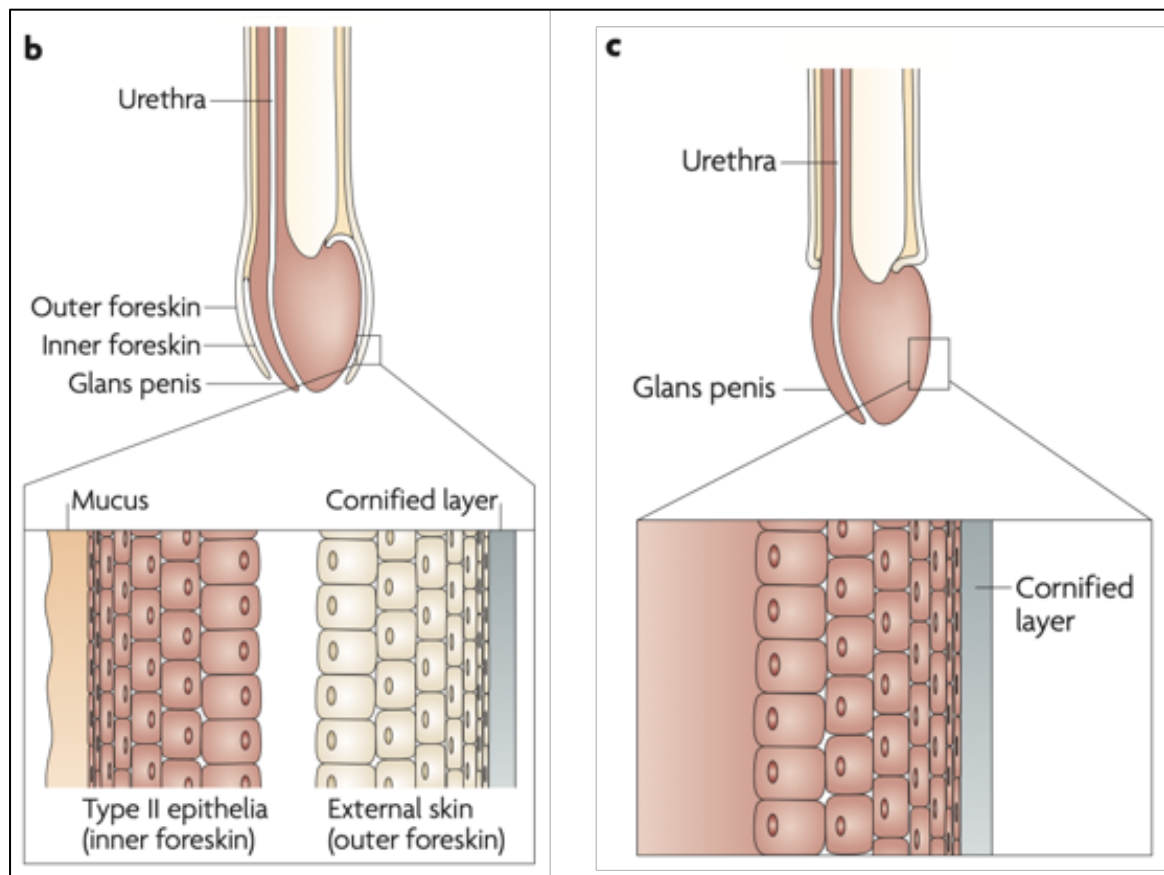 b
Urethra
Outer foreskin
Inner foreskin
Glans penis
Mucus
Cornified layer
Type II epithelia
(inner foreskin)
External skin
(outer foreskin)
c
Urethra
Glans penis
Cornified
layer